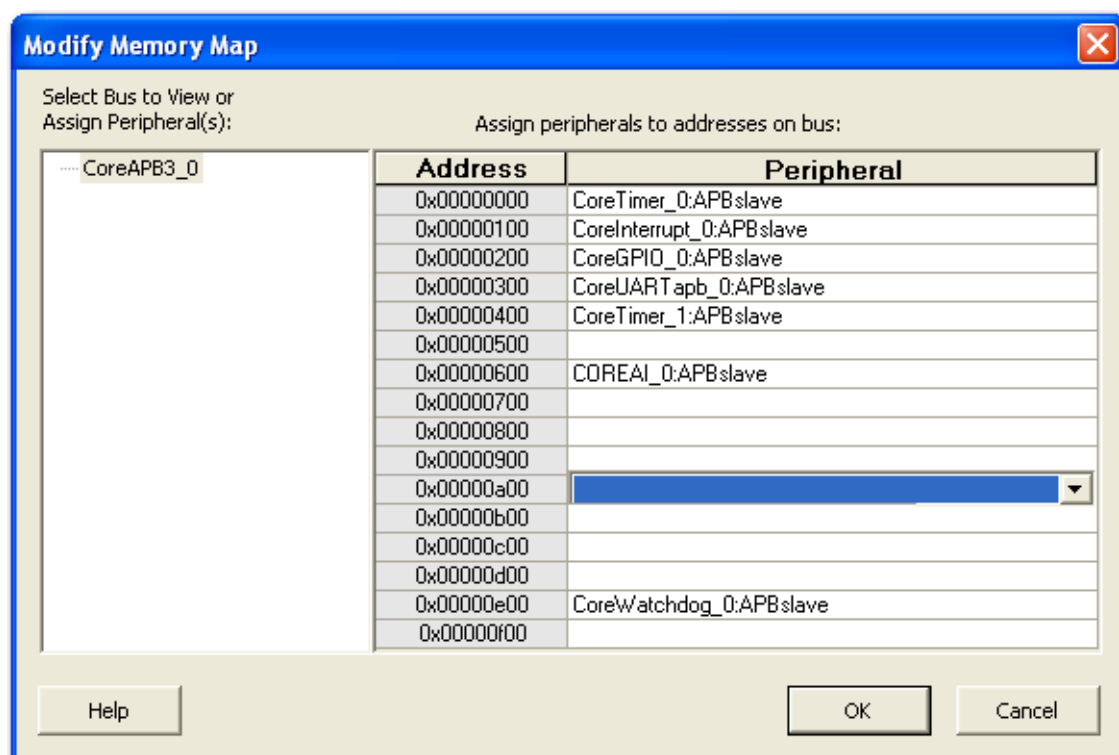 Modify Memory Map
Select Bus to View or
Assign Peripheral(s):
Assign peripherals to addresses on bus:
CoreAPB3_0
Address Peripheral
0x00000000 CoreTimer_0:APBslave
0x00000100 CoreInterrupt_0:APBslave
0x00000200 CoreGPIO_0:APBslave
0x00000300 CoreUARTapb_0:APBslave
0x00000400 CoreTimer_1:APBslave
0x00000500
0x00000600 COREAI_0:APBslave
0x00000700
0x00000800
0x00000900
0x00000a00
0x00000b00
0x00000c00
0x00000d00
0x00000e00 CoreWatchdog_0:APBslave
0x00000f00
Help OK Cancel